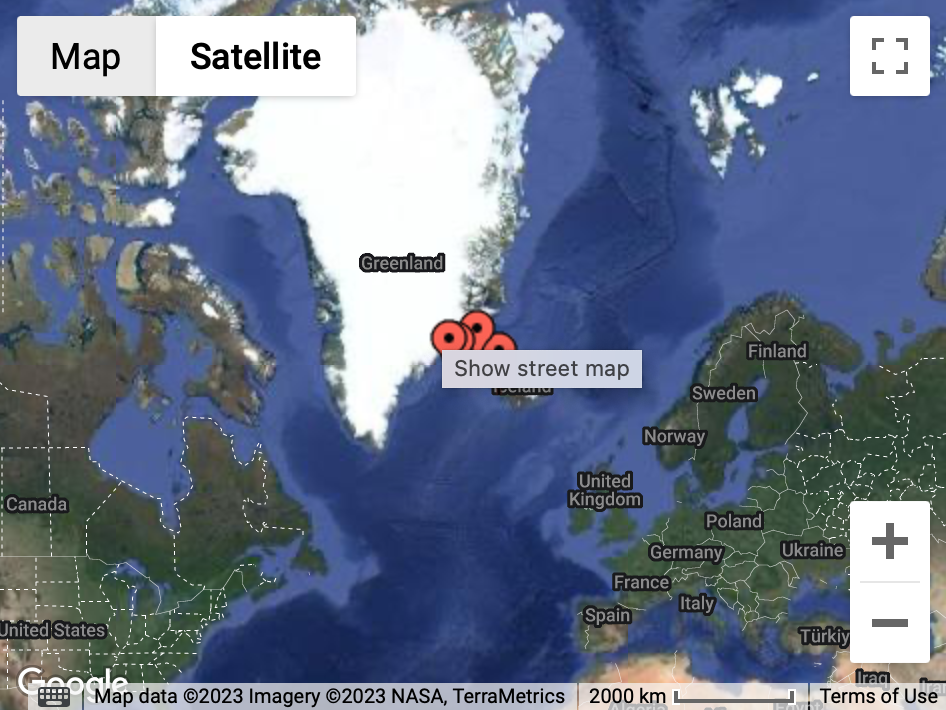 Map
Satellite
Greenland
Finland
Show street map
Iceland
Sweden
Norway
United
Kingdom
Canada
Poland
Germany
Ukraine
France
Italy
Spain
United States
Türkiy
Iraq
Google
Map data ©2023 Imagery ©2023 NASA, TerraMetrics
2000 km
Terms of Use